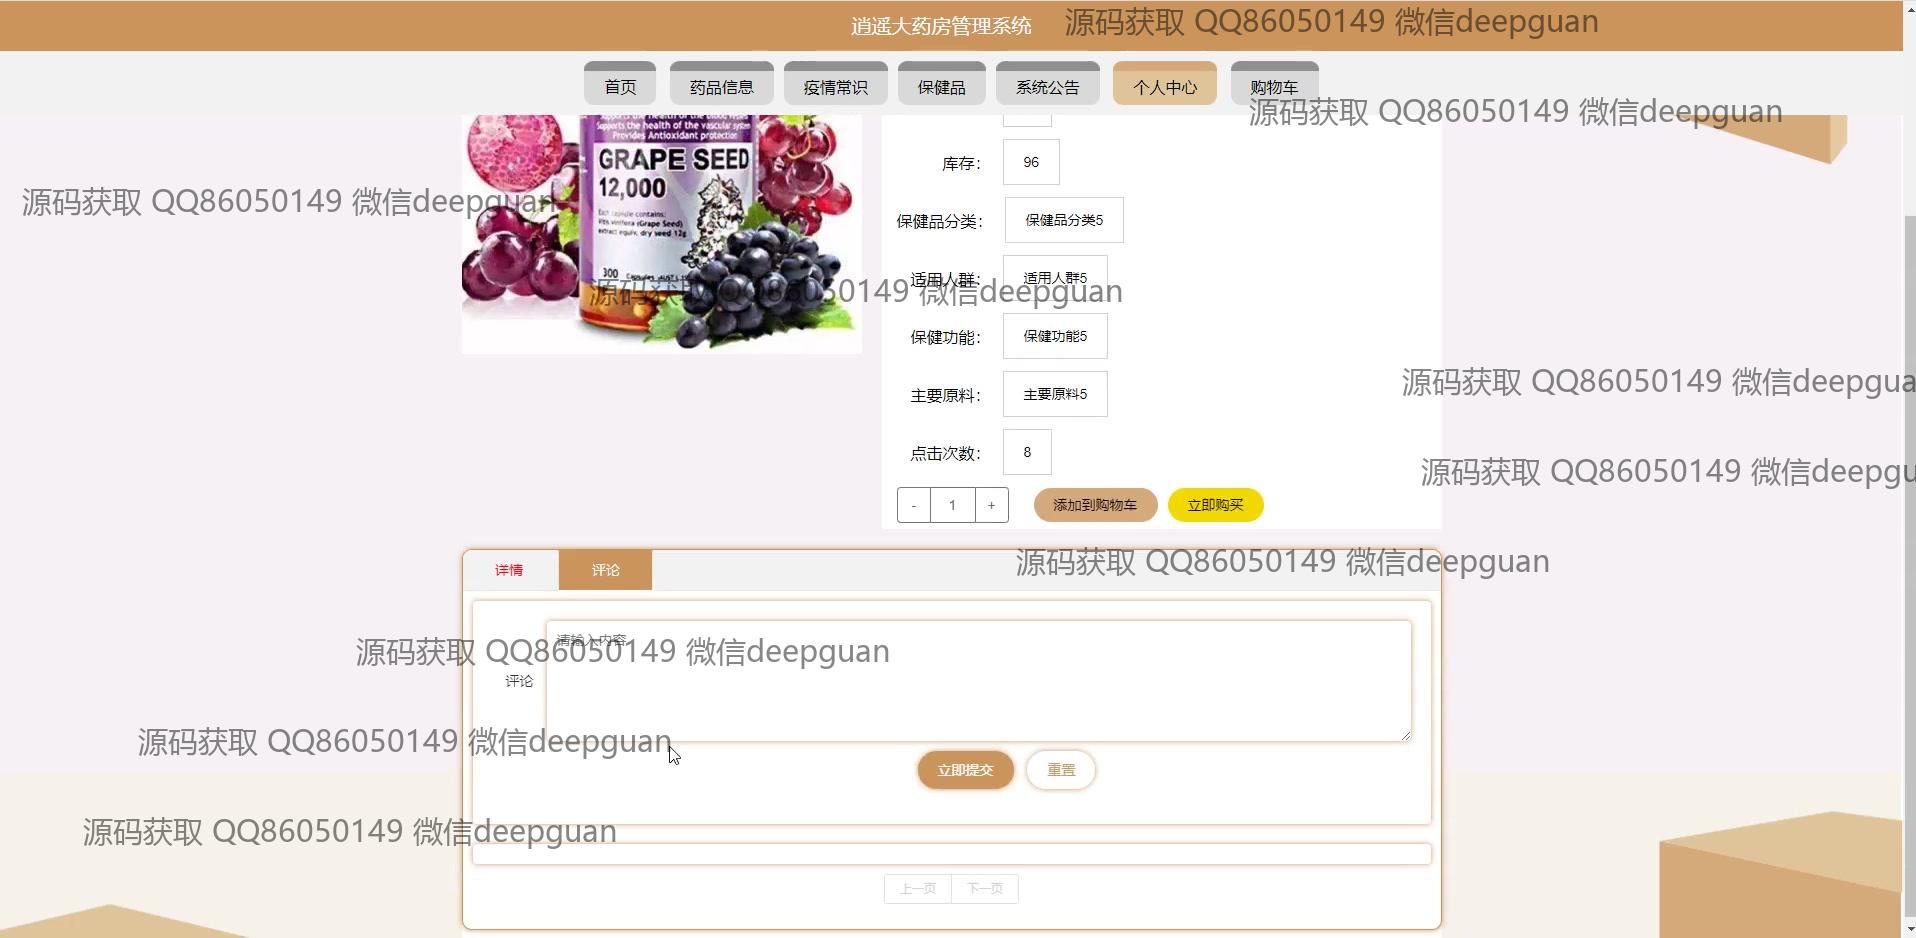 逍遥大药房管理系统
源码获取 QQ86050149 微信deepguan
首页
药品信息
疫情常识
保健品
系统公告
个人中心
购物车
源码获取 QQ86050149 微信deepguan
Supports the health of the vascular system
Provides Antioxidant protection
GRAPE SEED
12,000
Each capsule contains:
Vitis vinifera (Grape Seed)
extract equiv. dry seed 12g
300 Capsules
库存： 96
源码获取 QQ86050149 微信deepguan
保健品分类： 保健品分类5
适用人群： 适用人群5
源码获取 QQ86050149 微信deepguan
保健功能： 保健功能5
源码获取 QQ86050149 微信deepgua
主要原料： 主要原料5
点击次数： 8
源码获取 QQ86050149 微信deepgu
- 1 +
添加到购物车
立即购买
详情
评论
源码获取 QQ86050149 微信deepguan
请输入内容
源码获取 QQ86050149 微信deepguan
评论
源码获取 QQ86050149 微信deepguan
立即提交
重置
源码获取 QQ86050149 微信deepguan
上一页
下一页